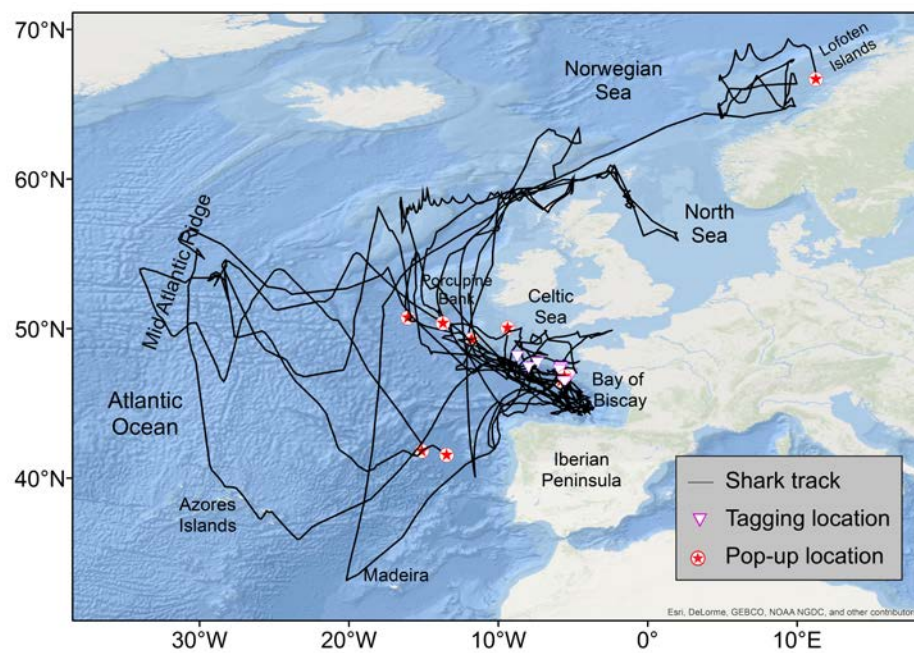 70°N
60°N
50°N
40°N
30°W
20°W
10°W
0°
10°E
Lofoten
Islands
Norwegian
Sea
North
Sea
Mid Atlantic Ridge
Porcupine
Bank
Celtic
Sea
Bay of
Biscay
Atlantic
Ocean
Iberian
Peninsula
Azores
Islands
Madeira
Shark track
Tagging location
Pop-up location
Esri, DeLorme, GEBCO, NOAA NGDC, and other contributor